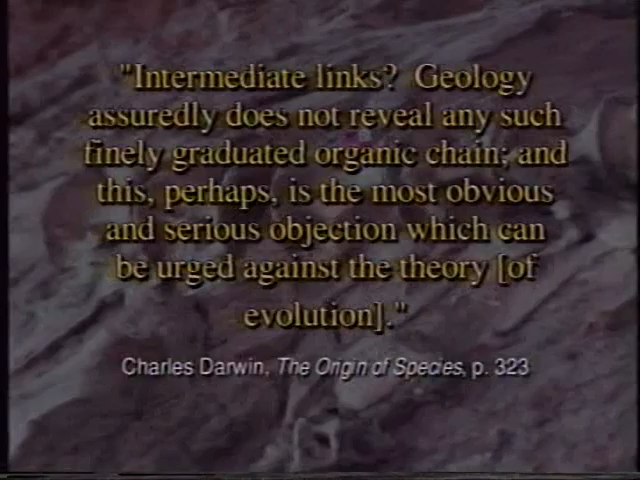 "Intermediate links?  Geology
assuredly does not reveal any such
finely graduated organic chain; and
this, perhaps, is the most obvious
and serious objection which can
be urged against the theory [of
evolution]."
Charles Darwin, The Origin of Species, p. 323